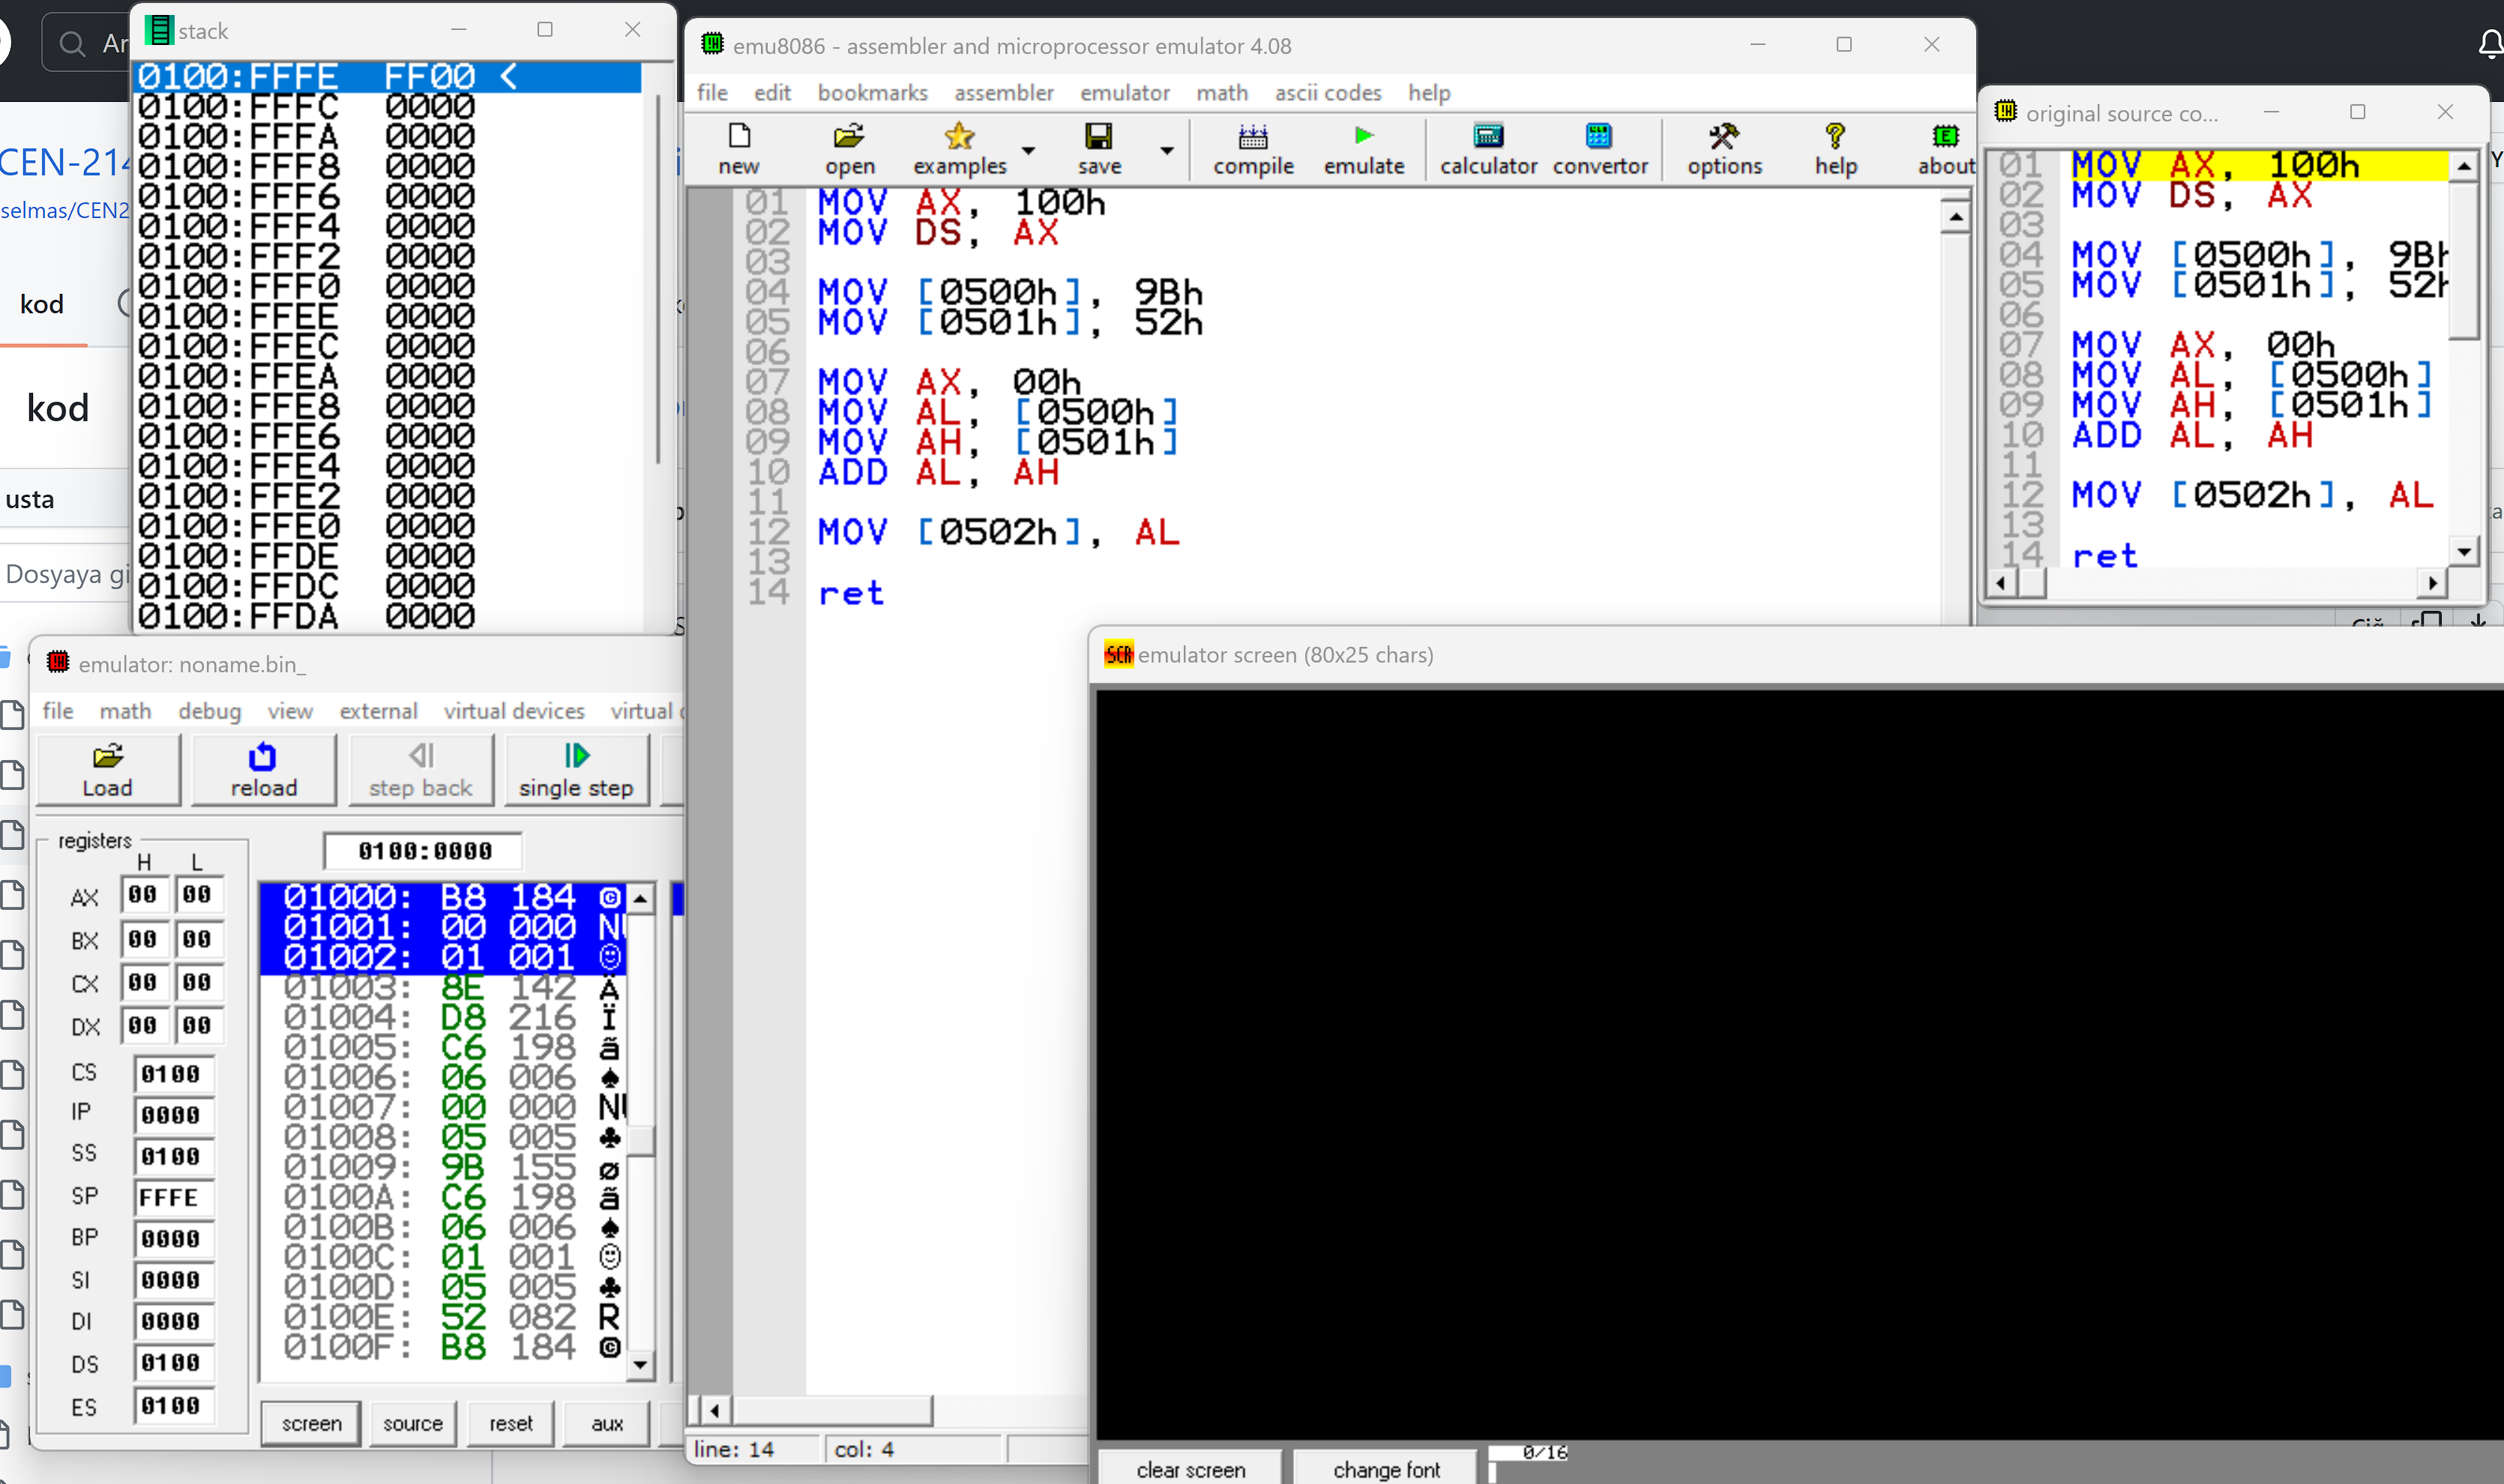 stack
0100:FFFE FF00 <
0100:FFFC 0000
0100:FFFA 0000
0100:FFF8 0000
0100:FFF6 0000
0100:FFF4 0000
0100:FFF2 0000
0100:FFF0 0000
0100:FFEE 0000
0100:FFEC 0000
0100:FFEA 0000
0100:FFE8 0000
0100:FFE6 0000
0100:FFE4 0000
0100:FFE2 0000
0100:FFE0 0000
0100:FFDE 0000
0100:FFDC 0000
0100:FFDA 0000
Ar
CEN-214
selmas/CEN2
kod
kod
usta
Dosyaya gi
emu8086 - assembler and microprocessor emulator 4.08
file edit bookmarks assembler emulator math ascii codes help
new open examples save compile emulate calculator convertor options help about
01 MOV AX, 100h
02 MOV DS, AX
03
04 MOV [0500h], 9Bh
05 MOV [0501h], 52h
06
07 MOV AX, 00h
08 MOV AL, [0500h]
09 MOV AH, [0501h]
10 ADD AL, AH
11
12 MOV [0502h], AL
13
14 ret
line: 14 col: 4
original source co...
01 MOV AX, 100h
02 MOV DS, AX
03
04 MOV [0500h], 9Bh
05 MOV [0501h], 52h
06
07 MOV AX, 00h
08 MOV AL, [0500h]
09 MOV AH, [0501h]
10 ADD AL, AH
11
12 MOV [0502h], AL
13
14 ret
emulator: noname.bin_
file math debug view external virtual devices virtual
Load reload step back single step
registers
H L
AX 00 00
BX 00 00
CX 00 00
DX 00 00
CS 0100
IP 0000
SS 0100
SP FFFE
BP 0000
SI 0000
DI 0000
DS 0100
ES 0100
0100:0000
01000: B8 184 ©
01001: 00 000 NU
01002: 01 001 ☺
01003: 8E 142 Ä
01004: D8 216 Ï
01005: C6 198 ã
01006: 06 006 ♠
01007: 00 000 NU
01008: 05 005 ♣
01009: 9B 155 ø
0100A: C6 198 ã
0100B: 06 006 ♠
0100C: 01 001 ☺
0100D: 05 005 ♣
0100E: 52 082 R
0100F: B8 184 ©
screen source reset aux
SCR emulator screen (80x25 chars)
clear screen change font 0/16